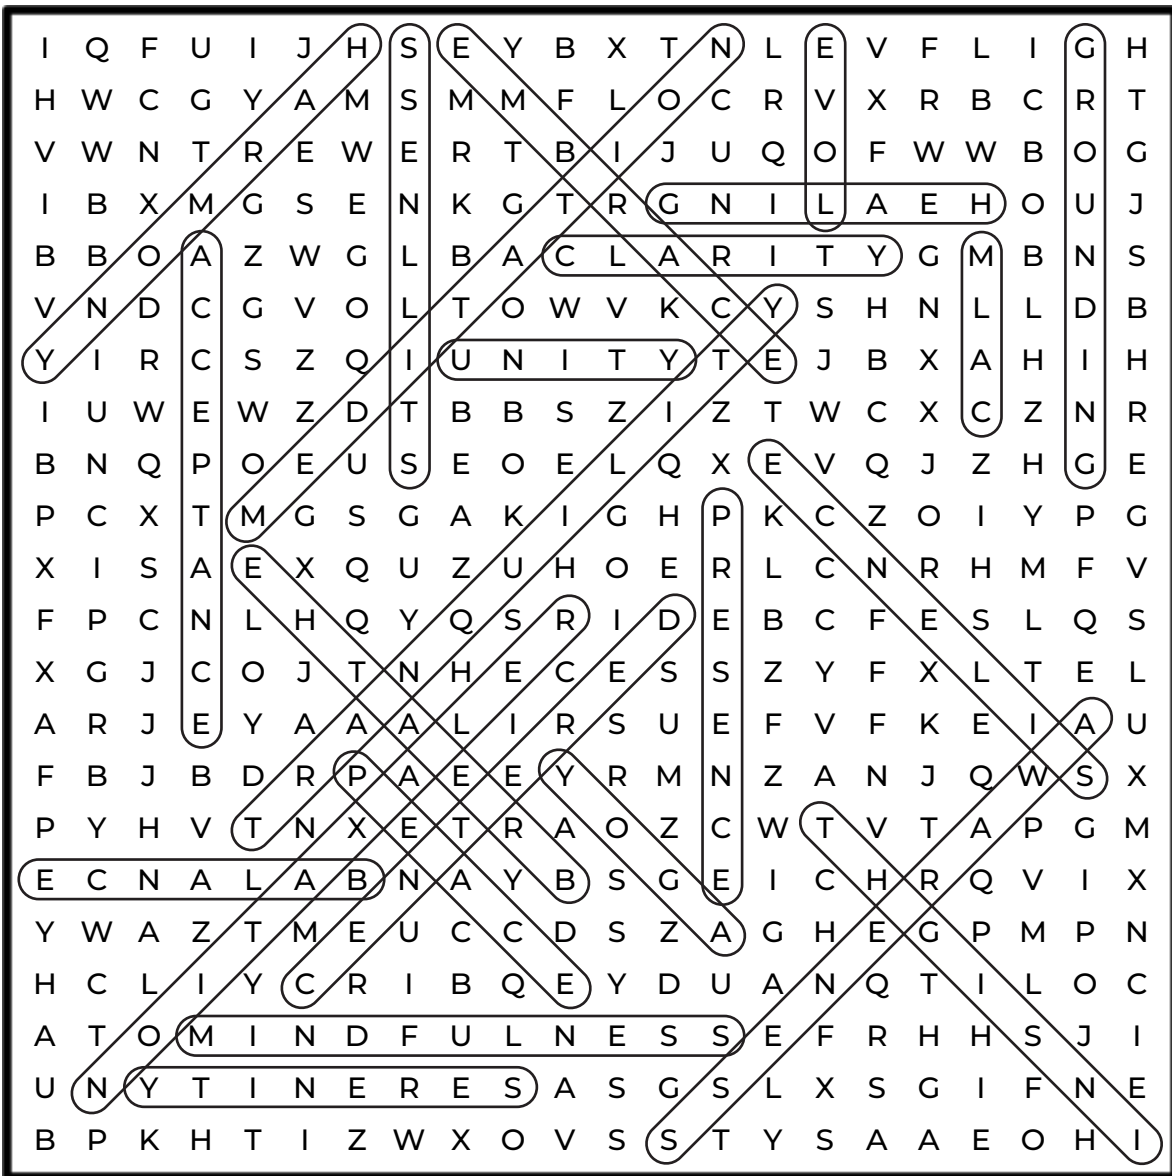 I Q F U I J H S E Y B X T N L E V F L I G H
H W C G Y A M S M M F L O C R V X R B C R T
V W N T R E W E R T B I J U Q O F W W B O G
I B X M G S E N K G T R G N I L A E H O U J
B B O A Z W G L B A C L A R I T Y G M B N S
V N D C G V O L T O W V K C Y S H N L L D B
Y I R C S Z Q I U N I T Y T E J B X A H I H
I U W E W Z D T B B S Z I Z T W C X C Z N R
B N Q P O E U S E O E L Q X E V Q J Z H G E
P C X T M G S G A K I G H P K C Z O I Y P G
X I S A E X Q U Z U H O E R L C N R H M F V
F P C N L H Q Y Q S R I D E B C F E S L Q S
X G J C O J T N H E C E S S Z Y F X L T E L
A R J E Y A A A L I R S U E F V F K E I A U
F B J B D R P A E E Y R M N Z A N J Q W S X
P Y H V T N X E T R A O Z C W T V T A P G M
E C N A L A B N A Y B S G E I C H R Q V I X
Y W A Z T M E U C C D S Z A G H E G P M P N
H C L I Y C R I B Q E Y D U A N Q T I L O C
A T O M I N D F U L N E S S E F R H H S J I
U N Y T I N E R E S A S G S L X S G I F N E
B P K H T I Z W X O V S S T Y S A A E O H I